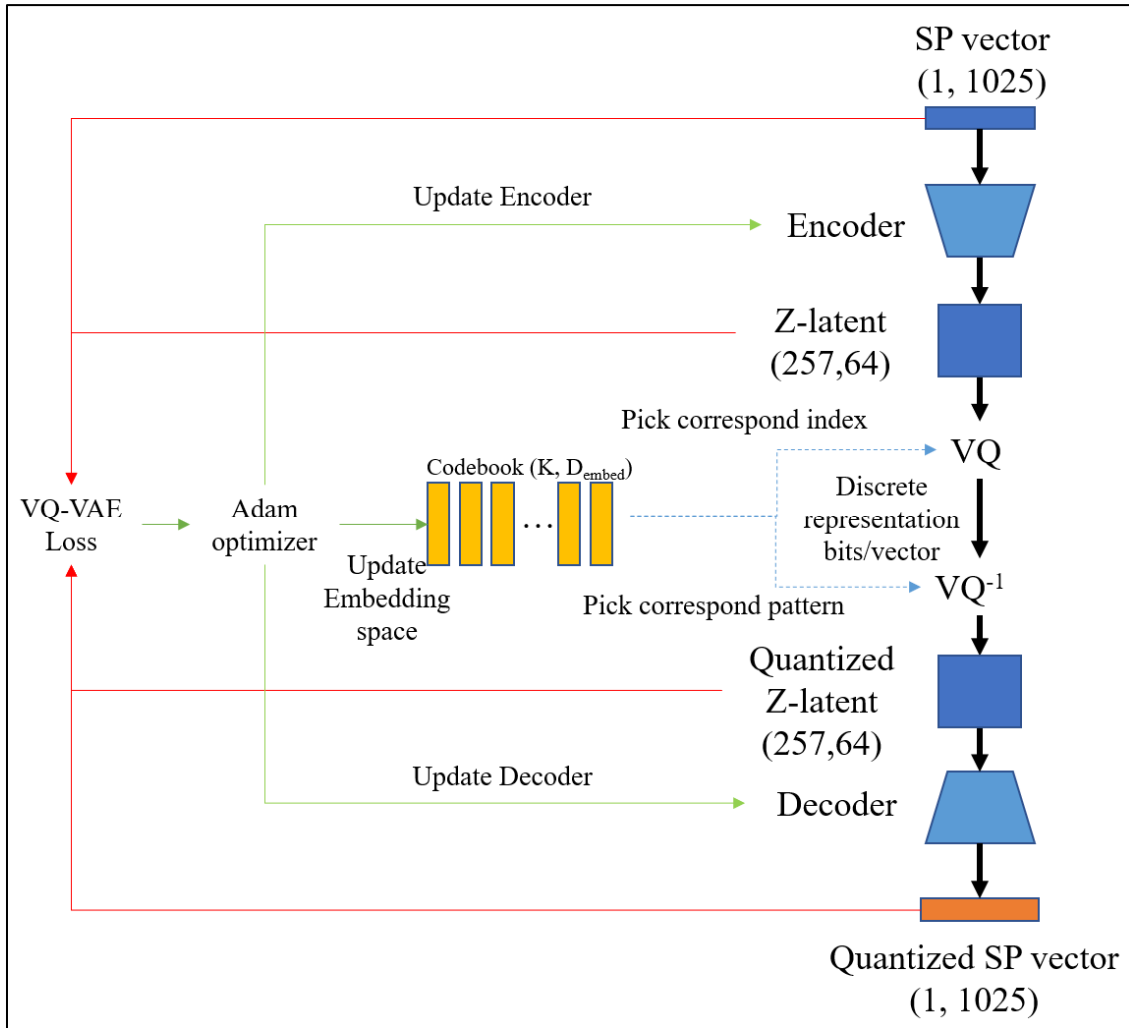 SP vector
(1, 1025)
Update Encoder
Encoder
Z-latent
(257,64)
Pick correspond index
VQ
Codebook (K, D_embed)
VQ-VAE
Loss
Adam
optimizer
...
Discrete
representation
bits/vector
Update
Embedding
space
VQ⁻¹
Pick correspond pattern
Quantized
Z-latent
(257,64)
Update Decoder
Decoder
Quantized SP vector
(1, 1025)